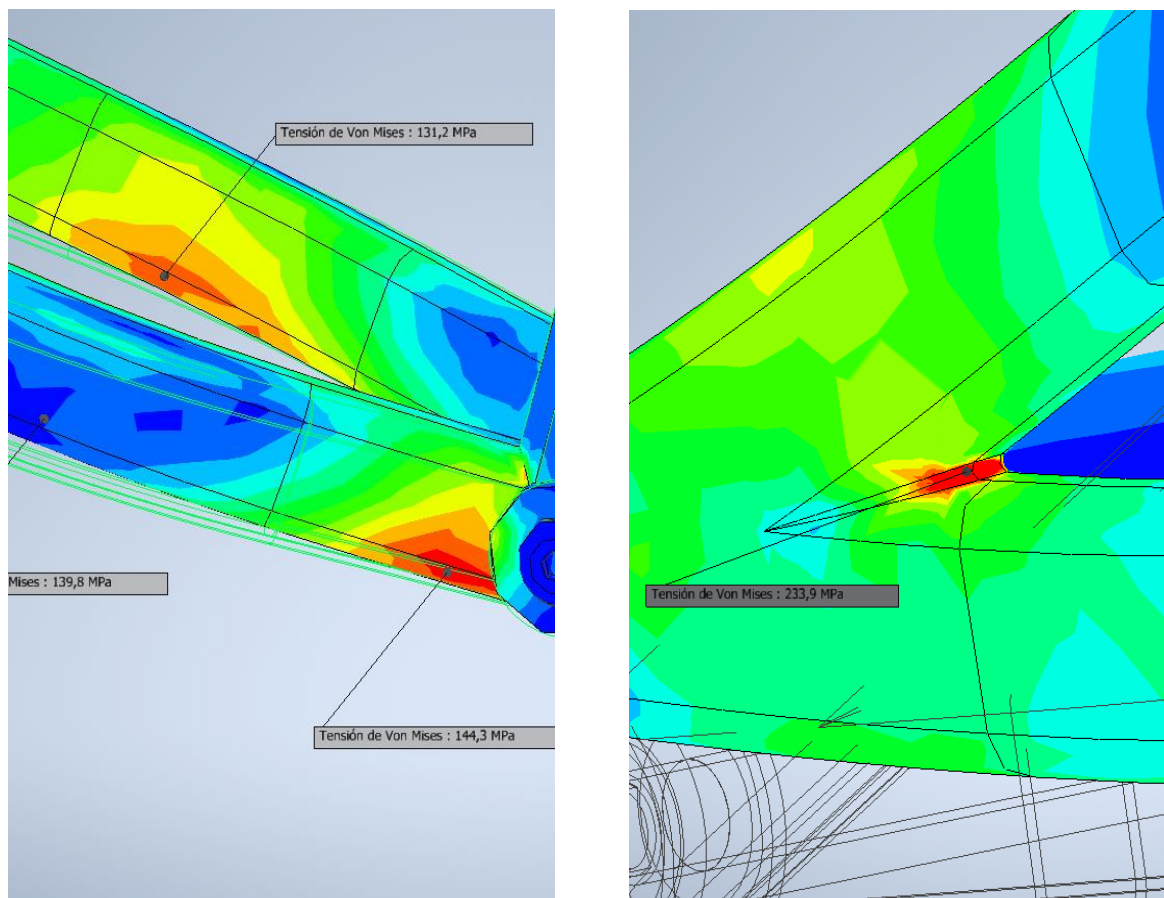 Tensión de Von Mises : 131,2 MPa
Mises : 139,8 MPa
Tensión de Von Mises : 144,3 MPa
Tensión de Von Mises : 233,9 MPa